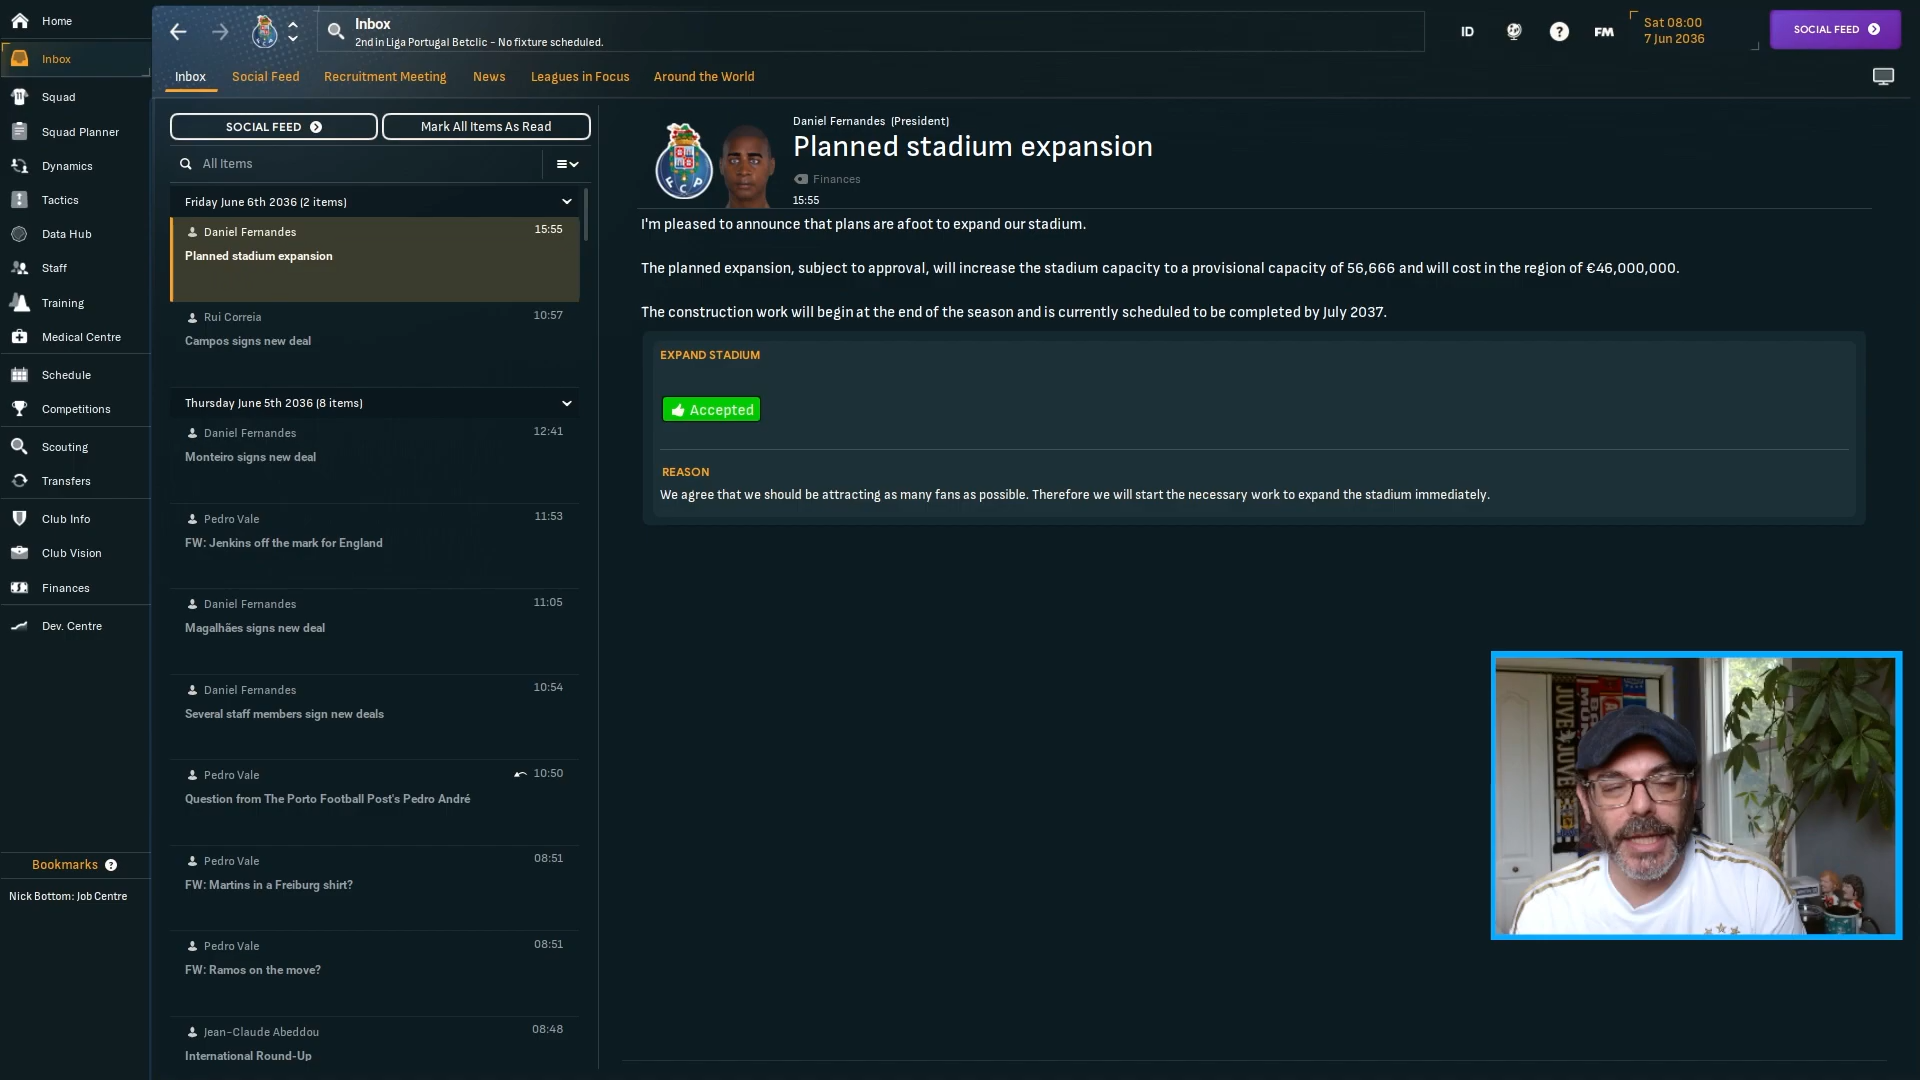 Home
Inbox
Squad
Squad Planner
Dynamics
Tactics
Data Hub
Staff
Training
Medical Centre
Schedule
Competitions
Scouting
Transfers
Club Info
Club Vision
Finances
Dev. Centre
Bookmarks ?
Nick Bottom: Job Centre
Inbox
2nd in Liga Portugal Betclic - No fixture scheduled.
ID
?
FM
Sat 08:00
7 Jun 2036
SOCIAL FEED
Inbox Social Feed Recruitment Meeting News Leagues in Focus Around the World
SOCIAL FEED
Mark All Items As Read
All Items
Friday June 6th 2036 (2 items)
Daniel Fernandes 15:55
Planned stadium expansion
Rui Correia 10:57
Campos signs new deal
Thursday June 5th 2036 (8 items)
Daniel Fernandes 12:41
Monteiro signs new deal
Pedro Vale 11:53
FW: Jenkins off the mark for England
Daniel Fernandes 11:05
Magalhães signs new deal
Daniel Fernandes 10:54
Several staff members sign new deals
Pedro Vale 10:50
Question from The Porto Football Post's Pedro André
Pedro Vale 08:51
FW: Martins in a Freiburg shirt?
Pedro Vale 08:51
FW: Ramos on the move?
Jean-Claude Abeddou 08:48
International Round-Up
FCP
Daniel Fernandes (President)
Planned stadium expansion
Finances
15:55
I'm pleased to announce that plans are afoot to expand our stadium.
The planned expansion, subject to approval, will increase the stadium capacity to a provisional capacity of 56,666 and will cost in the region of €46,000,000.
The construction work will begin at the end of the season and is currently scheduled to be completed by July 2037.
EXPAND STADIUM
Accepted
REASON
We agree that we should be attracting as many fans as possible. Therefore we will start the necessary work to expand the stadium immediately.
JUVE
JUVE